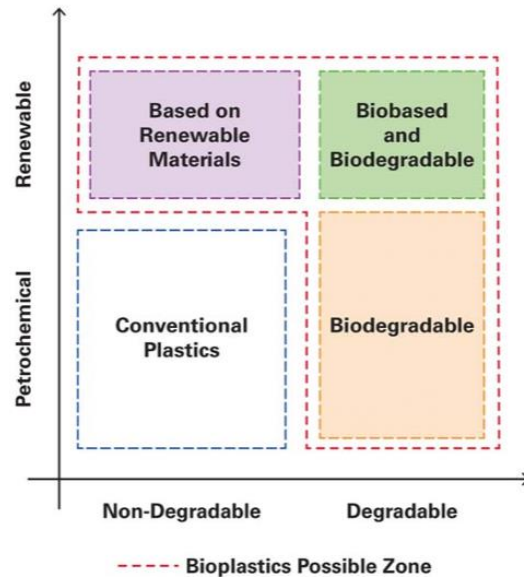 Renewable
Based on
Renewable
Materials
Biobased
and
Biodegradable
Petrochemical
Conventional
Plastics
Biodegradable
Non-Degradable
Degradable
Bioplastics Possible Zone